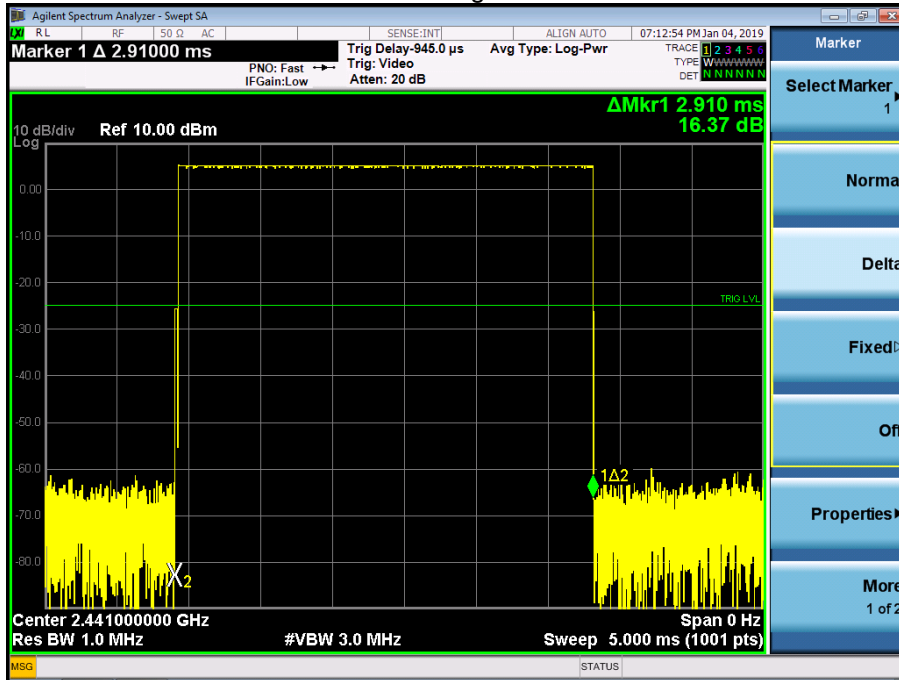 Agilent Spectrum Analyzer - Swept SA
LXI RL RF 50 Ω AC SENSE:INT ALIGN AUTO 07:12:54 PM Jan 04, 2019
Marker 1 Δ 2.91000 ms
Trig Delay-945.0 µs Avg Type: Log-Pwr TRACE 1 2 3 4 5 6
PNO: Fast Trig: Video TYPE WWWWWW
IFGain:Low Atten: 20 dB DET N N N N N N
ΔMkr1 2.910 ms
16.37 dB
10 dB/div Ref 10.00 dBm
Log
0.00
-10.0
-20.0
TRIG LVL
-30.0
-40.0
-50.0
-60.0
1Δ2
-70.0
-80.0
2
Center 2.441000000 GHz Span 0 Hz
Res BW 1.0 MHz #VBW 3.0 MHz Sweep 5.000 ms (1001 pts)
MSG STATUS
Marker
Select Marker
1
Norma
Delta
Fixed
Off
Properties
More
1 of 2